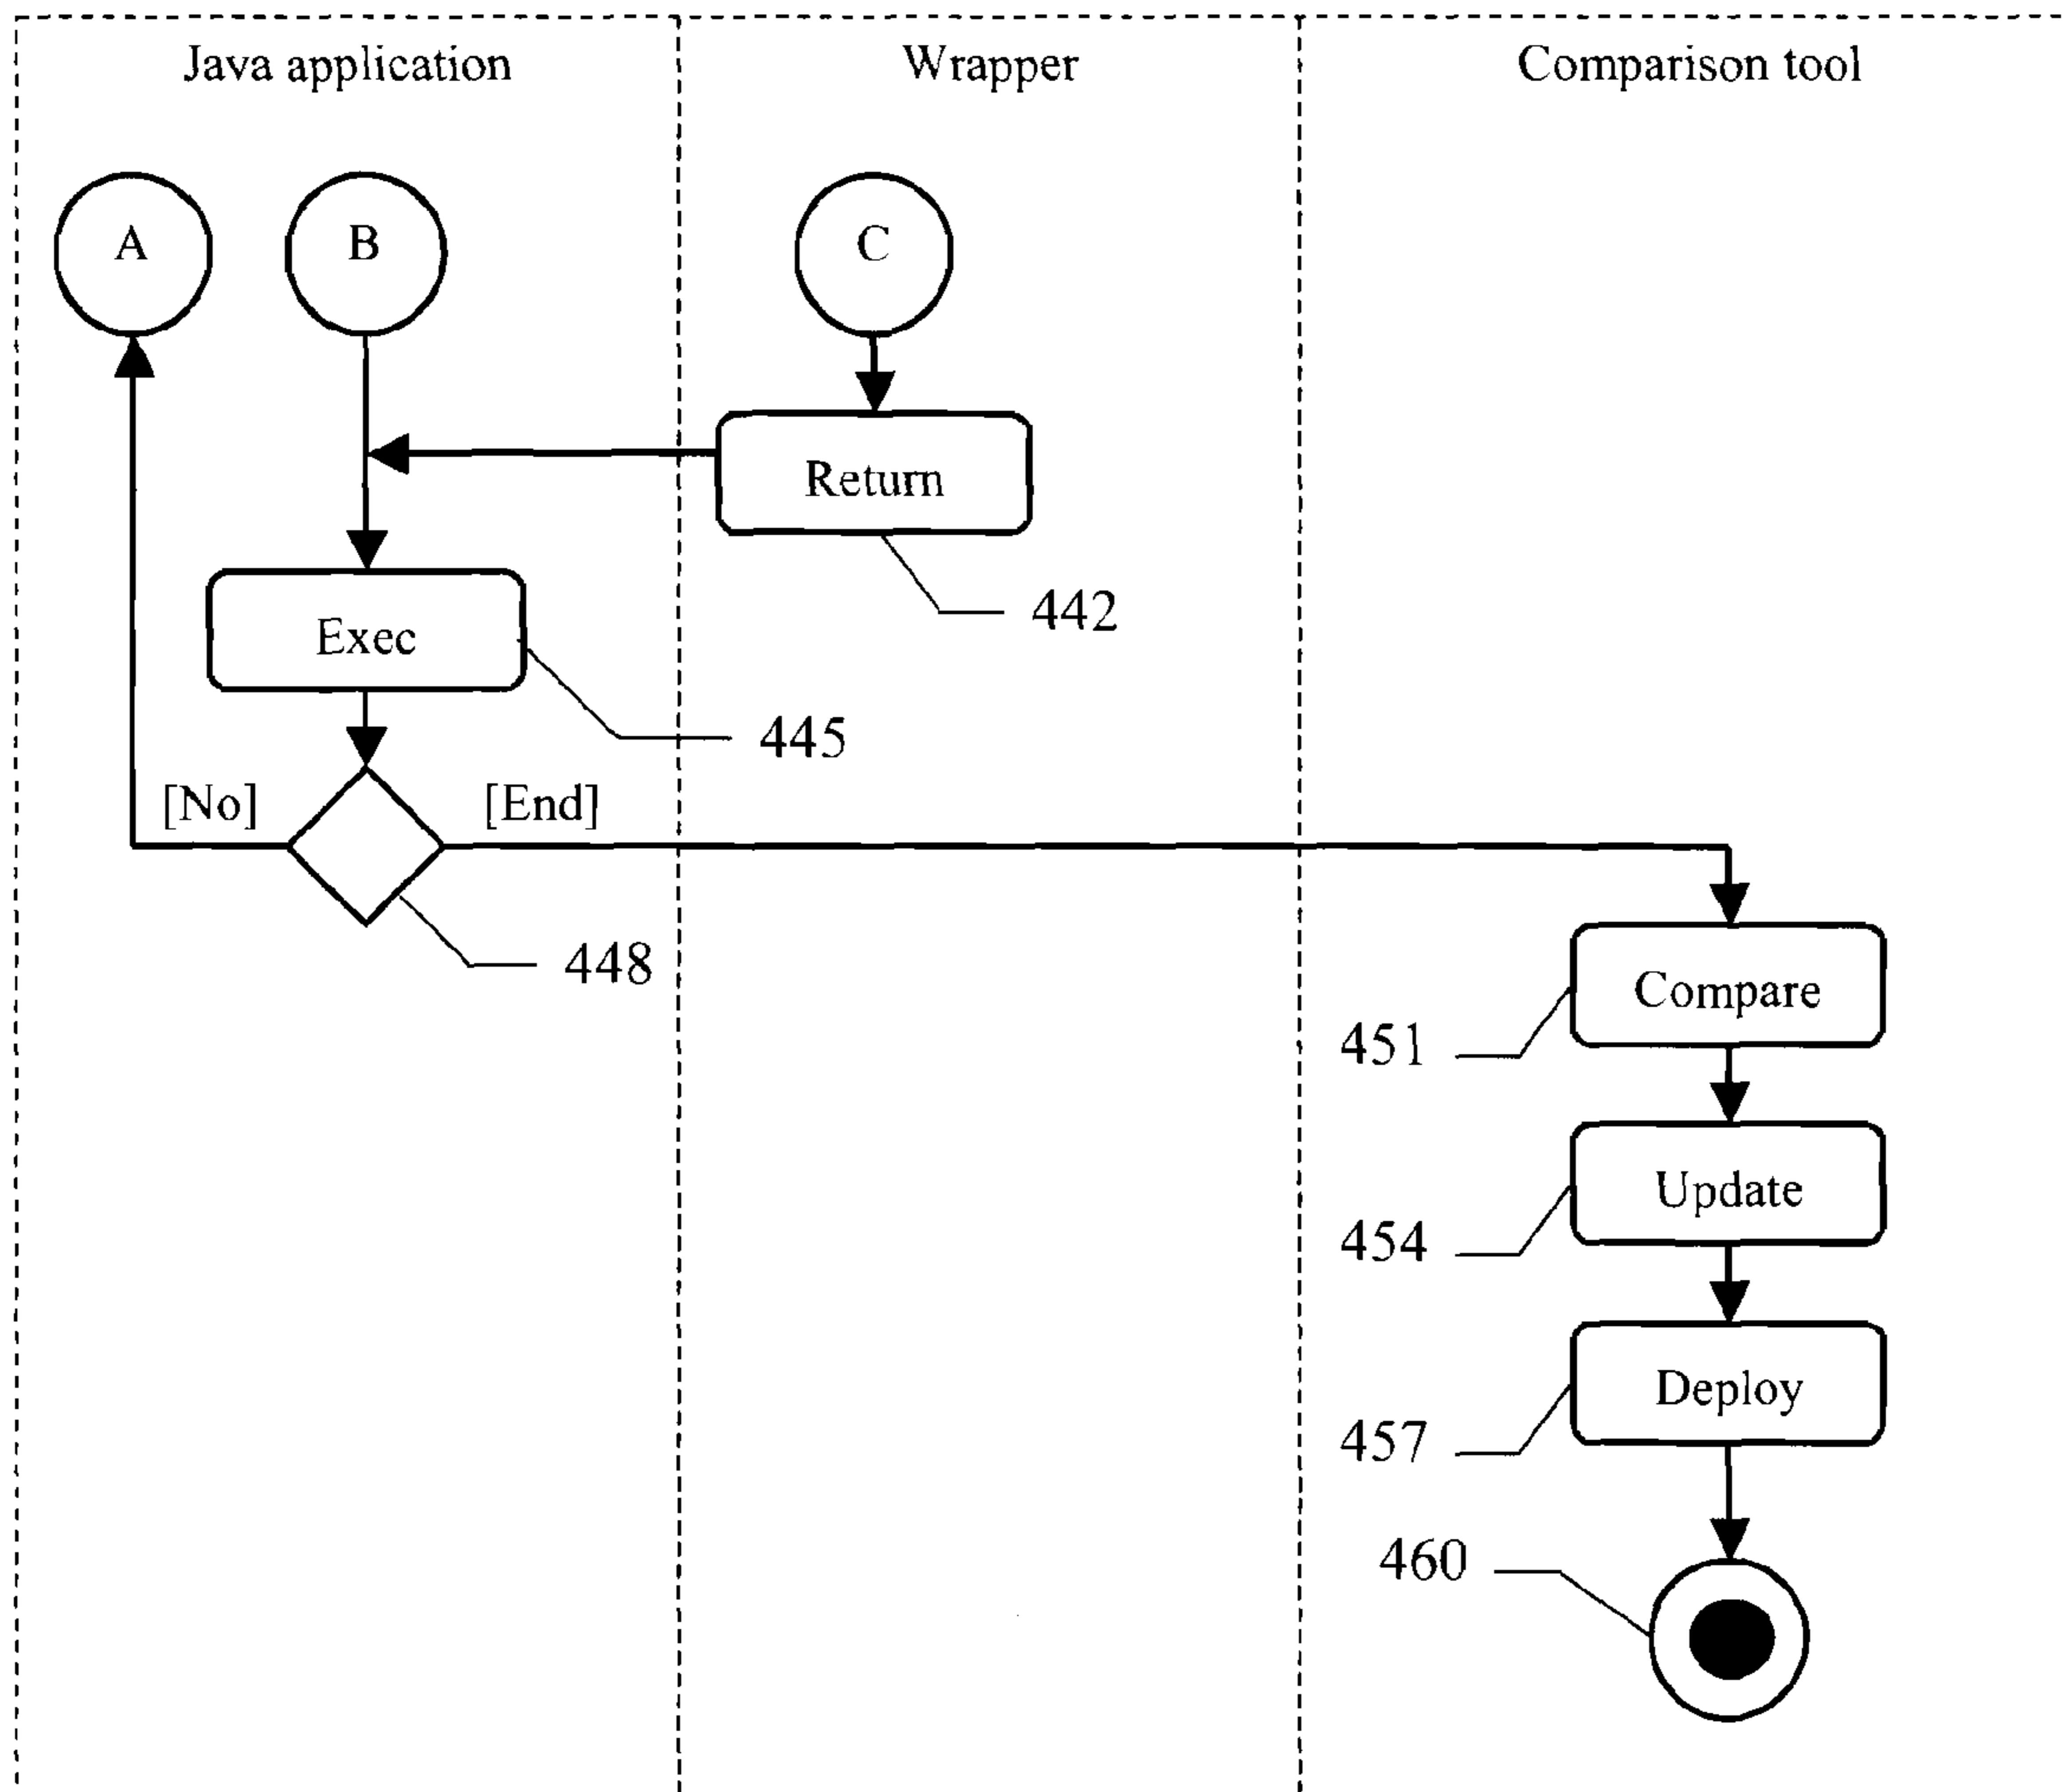 Java application
Wrapper
Comparison tool
A
B
C
Return
442
Exec
445
[No]
[End]
448
Compare
451
Update
454
Deploy
457
460